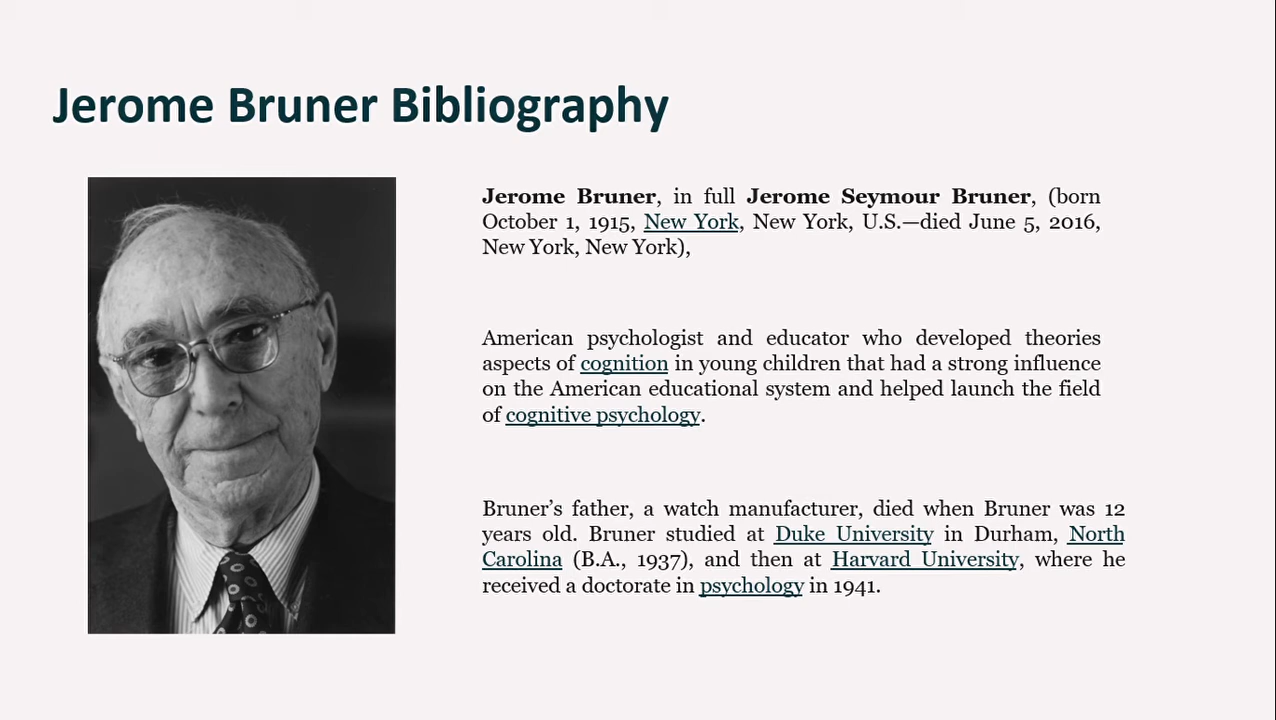 Jerome Bruner Bibliography
Jerome Bruner, in full Jerome Seymour Bruner, (born
October 1, 1915, New York, New York, U.S.—died June 5, 2016,
New York, New York),
American psychologist and educator who developed theories
aspects of cognition in young children that had a strong influence
on the American educational system and helped launch the field
of cognitive psychology.
Bruner’s father, a watch manufacturer, died when Bruner was 12
years old. Bruner studied at Duke University in Durham, North
Carolina (B.A., 1937), and then at Harvard University, where he
received a doctorate in psychology in 1941.